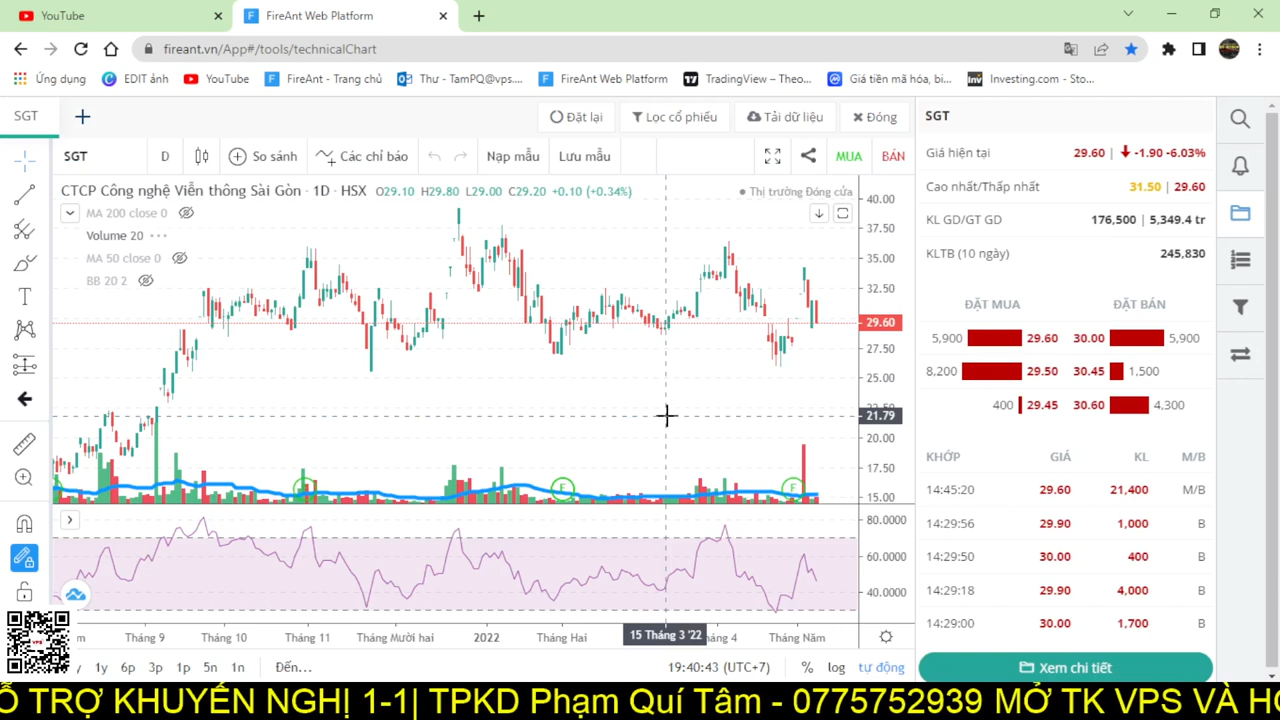 YouTube
FireAnt Web Platform
fireant.vn/App#/tools/technicalChart
Ứng dụng EDIT ảnh YouTube FireAnt - Trang chủ Thư - TamPQ@vps.... FireAnt Web Platform TradingView – Theo... Giá tiền mã hóa, bi... Investing.com - Sto...
SGT
Đặt lại Lọc cổ phiếu Tải dữ liệu Đóng
SGT D So sánh Các chỉ báo Nạp mẫu Lưu mẫu MUA BÁN
CTCP Công nghệ Viễn thông Sài Gòn · 1D · HSX O29.10 H29.80 L29.00 C29.20 +0.10 (+0.34%)
Thị trường Đóng cửa
MA 200 close 0
Volume 20
MA 50 close 0
BB 20 2
40.00
37.50
35.00
32.50
29.60
27.50
25.00
21.79
20.00
17.50
15.00
80.0000
60.0000
40.0000
E
F
F
Tháng 9 Tháng 10 Tháng 11 Tháng Mười hai 2022 Tháng Hai 15 Tháng 3 '22 Tháng Năm
1y 6p 3p 1p 5n 1n Đến...
19:40:43 (UTC+7) % log tự động
SGT
Giá hiện tại 29.60 | -1.90 -6.03%
Cao nhất/Thấp nhất 31.50 | 29.60
KL GD/GT GD 176,500 | 5,349.4 tr
KLTB (10 ngày) 245,830
ĐẶT MUA ĐẶT BÁN
5,900 29.60 30.00 5,900
8,200 29.50 30.45 1,500
400 29.45 30.60 4,300
KHỚP GIÁ KL M/B
14:45:20 29.60 21,400 M/B
14:29:56 29.90 1,000 B
14:29:50 30.00 400 B
14:29:18 29.90 4,000 B
14:29:00 30.00 1,700 B
Xem chi tiết
VPS
Ỗ TRỢ KHUYẾN NGHỊ 1-1| TPKD Phạm Quí Tâm - 0775752939 MỞ TK VPS VÀ